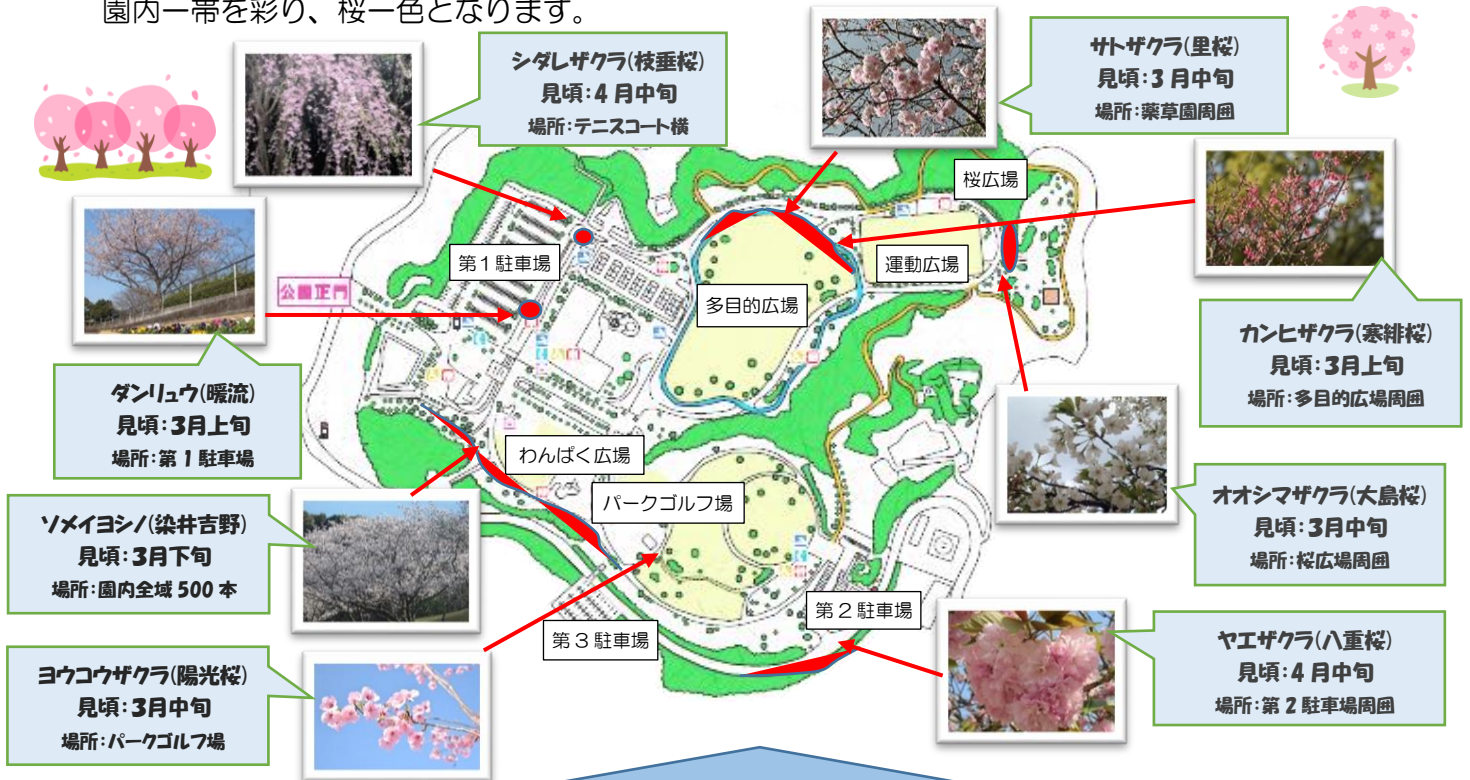 園内一帯を彩り、桜一色となります。
シダレザクラ(枝垂桜)
見頃:4月中旬
場所:テニスコート横
サトザクラ(里桜)
見頃:3月中旬
場所:薬草園周囲
桜広場
第1駐車場
運動広場
多目的広場
公園正門
カンヒザクラ(寒緋桜)
見頃:3月上旬
場所:多目的広場周囲
ダンリュウ(暖流)
見頃:3月上旬
場所:第1駐車場
わんぱく広場
パークゴルフ場
オオシマザクラ(大島桜)
見頃:3月中旬
場所:桜広場周囲
ソメイヨシノ(染井吉野)
見頃:3月下旬
場所:園内全域500本
第2駐車場
第3駐車場
ヤエザクラ(八重桜)
見頃:4月中旬
場所:第2駐車場周囲
ヨウコウザクラ(陽光桜)
見頃:3月中旬
場所:パークゴルフ場